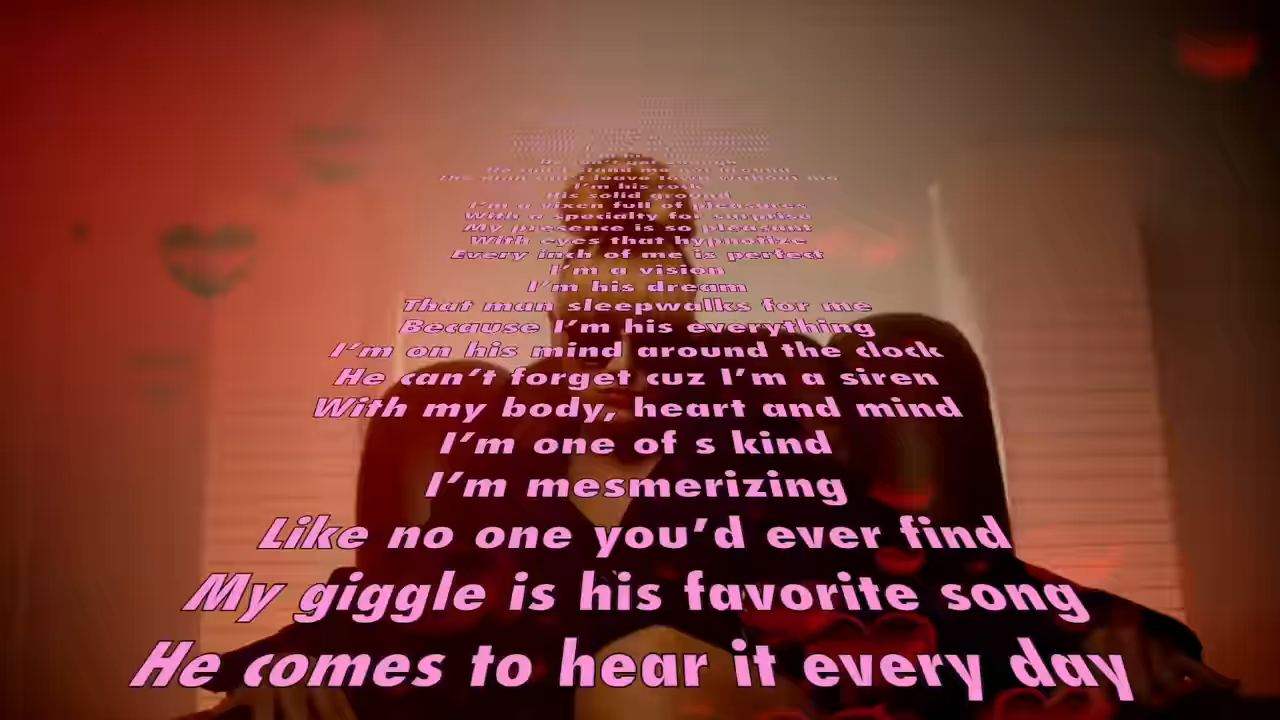 I'm his rock
His solid ground
I'm a vixen full of pleasures
With a specialty for surprise
My presence is so pleasant
With eyes that hypnotize
Every inch of me is perfect
I'm a vision
I'm his dream
That man sleepwalks for me
Because I'm his everything
I'm on his mind around the clock
He can't forget cuz I'm a siren
With my body, heart and mind
I'm one of s kind
I'm mesmerizing
Like no one you'd ever find
My giggle is his favorite song
He comes to hear it every day